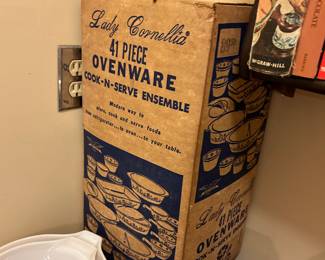 Lady Cornellia
41 PIECE
OVENWARE
COOK-N-SERVE ENSEMBLE
Modern way to
store, cook and serve foods
from refrigerator... to oven... to your table.
Lady Cornellia
41 PIECE
OVENWARE
COOK-N-
McGRAW-HILL